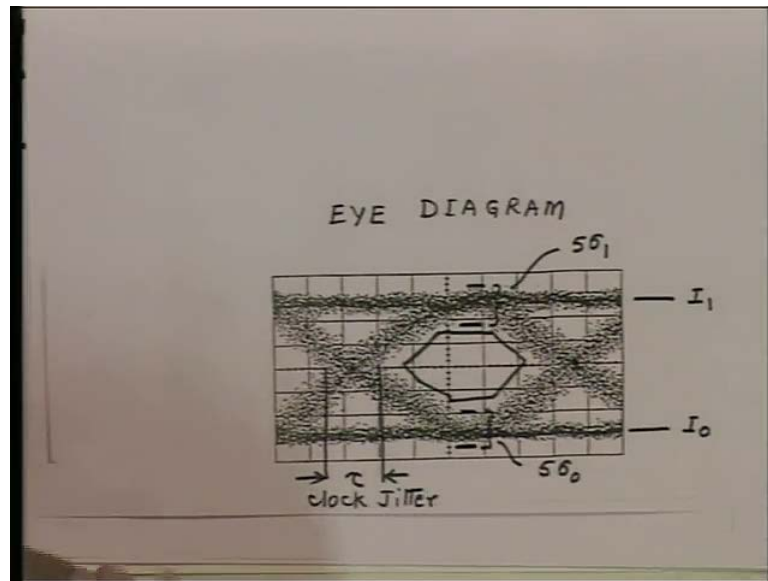 EYE DIAGRAM
5σ₁
I₁
I₀
5σ₀
τ
Clock Jitter